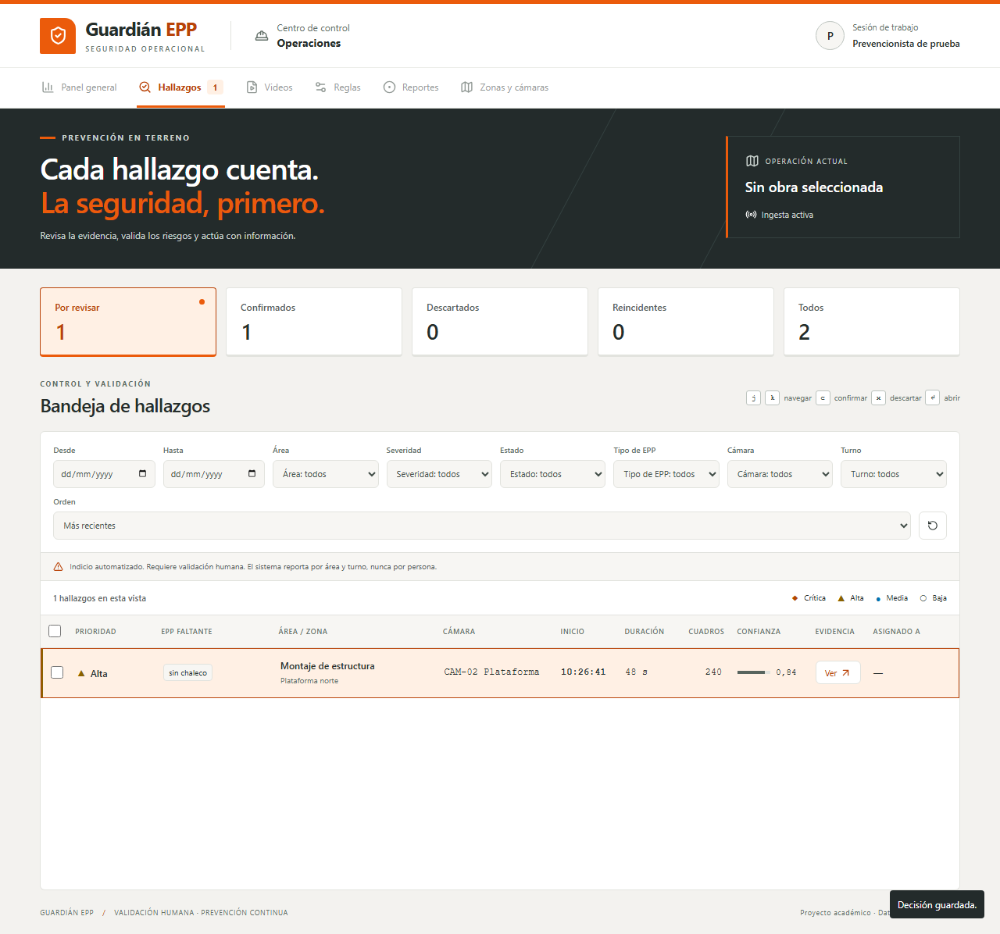 Guardián EPP
SEGURIDAD OPERACIONAL
Centro de control
Operaciones
P
Sesión de trabajo
Prevencionista de prueba
Panel general
Hallazgos 1
Videos
Reglas
Reportes
Zonas y cámaras
PREVENCIÓN EN TERRENO
Cada hallazgo cuenta.
La seguridad, primero.
Revisa la evidencia, valida los riesgos y actúa con información.
OPERACIÓN ACTUAL
Sin obra seleccionada
Ingesta activa
Por revisar
1
Confirmados
1
Descartados
0
Reincidentes
0
Todos
2
CONTROL Y VALIDACIÓN
Bandeja de hallazgos
j k navegar c confirmar x descartar ↵ abrir
Desde Hasta Área Severidad Estado Tipo de EPP Cámara Turno
dd/mm/yyyy dd/mm/yyyy Área: todos Severidad: todos Estado: todos Tipo de EPP: todos Cámara: todos Turno: todos
Orden
Más recientes
Indicio automatizado. Requiere validación humana. El sistema reporta por área y turno, nunca por persona.
1 hallazgos en esta vista
Crítica Alta Media Baja
PRIORIDAD EPP FALTANTE ÁREA / ZONA CÁMARA INICIO DURACIÓN CUADROS CONFIANZA EVIDENCIA ASIGNADO A
Alta sin chaleco Montaje de estructura CAM-02 Plataforma 10:26:41 48 s 240 0,84 Ver —
Plataforma norte
GUARDIÁN EPP / VALIDACIÓN HUMANA · PREVENCIÓN CONTINUA
Proyecto académico · Dat
Decisión guardada.